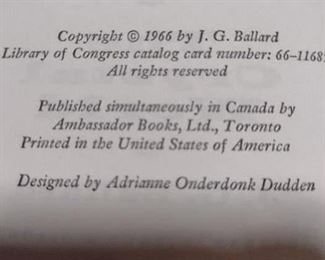 Copyright © 1966 by J. G. Ballard
Library of Congress catalog card number: 66-1168
All rights reserved
Published simultaneously in Canada by
Ambassador Books, Ltd., Toronto
Printed in the United States of America
Designed by Adrianne Onderdonk Dudden